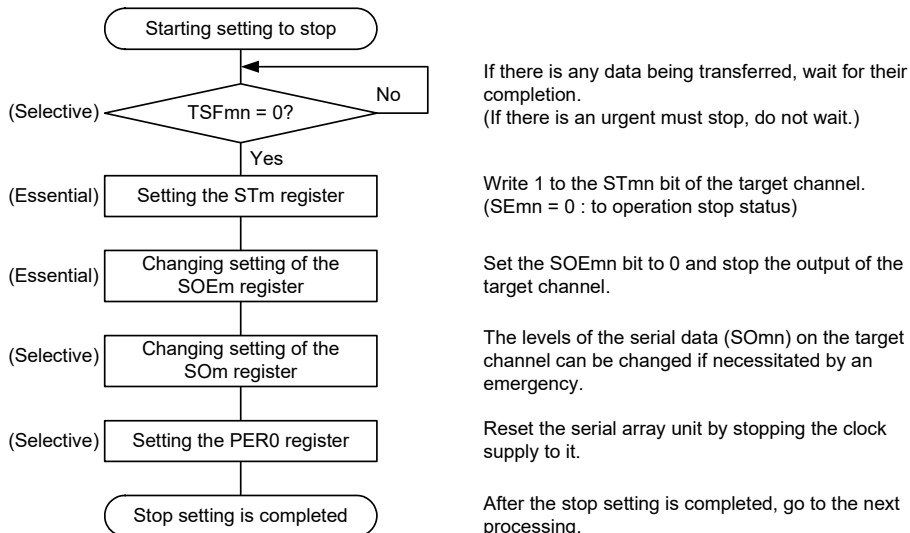 Starting setting to stop
(Selective)
TSFmn = 0?
No
If there is any data being transferred, wait for their
completion.
(If there is an urgent must stop, do not wait.)
Yes
(Essential)
Setting the STm register
Write 1 to the STmn bit of the target channel.
(SEmn = 0 : to operation stop status)
(Essential)
Changing setting of the
SOEm register
Set the SOEmn bit to 0 and stop the output of the
target channel.
(Selective)
Changing setting of the
SOm register
The levels of the serial data (SOmn) on the target
channel can be changed if necessitated by an
emergency.
(Selective)
Setting the PER0 register
Reset the serial array unit by stopping the clock
supply to it.
Stop setting is completed
After the stop setting is completed, go to the next
processing.